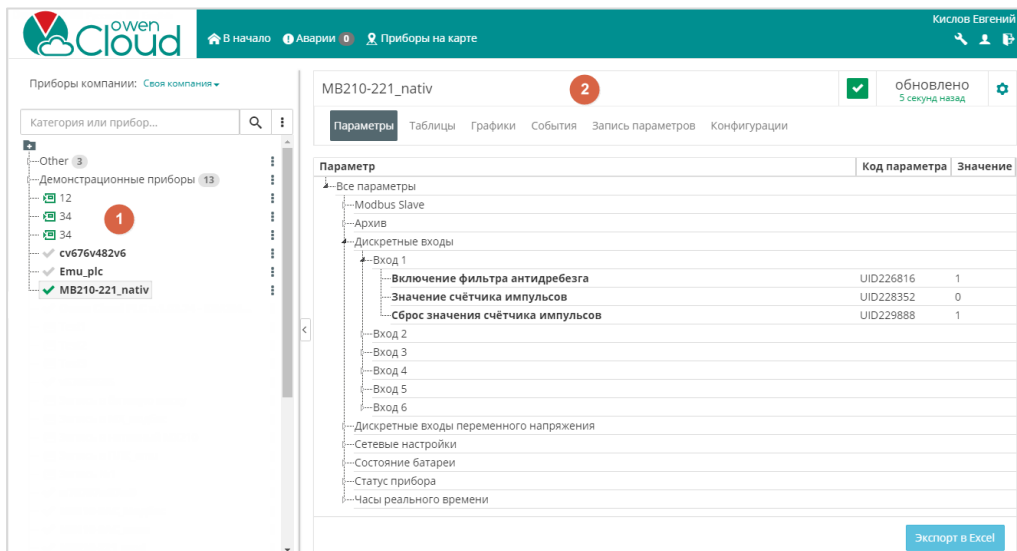 owen
Cloud
В начало Аварии 0 Приборы на карте
Кислов Евгений
Приборы компании: Своя компания
Категория или прибор...
Other 3
Демонстрационные приборы 13
12
34
34
1
cv676v482v6
Emu_plc
MB210-221_nativ
MB210-221_nativ
2
обновлено
5 секунд назад
Параметры Таблицы Графики События Запись параметров Конфигурации
Параметр Код параметра Значение
Все параметры
Modbus Slave
Архив
Дискретные входы
Вход 1
Включение фильтра антидребезга UID226816 1
Значение счётчика импульсов UID228352 0
Сброс значения счётчика импульсов UID229888 1
Вход 2
Вход 3
Вход 4
Вход 5
Вход 6
Дискретные входы переменного напряжения
Сетевые настройки
Состояние батареи
Статус прибора
Часы реального времени
Экспорт в Excel